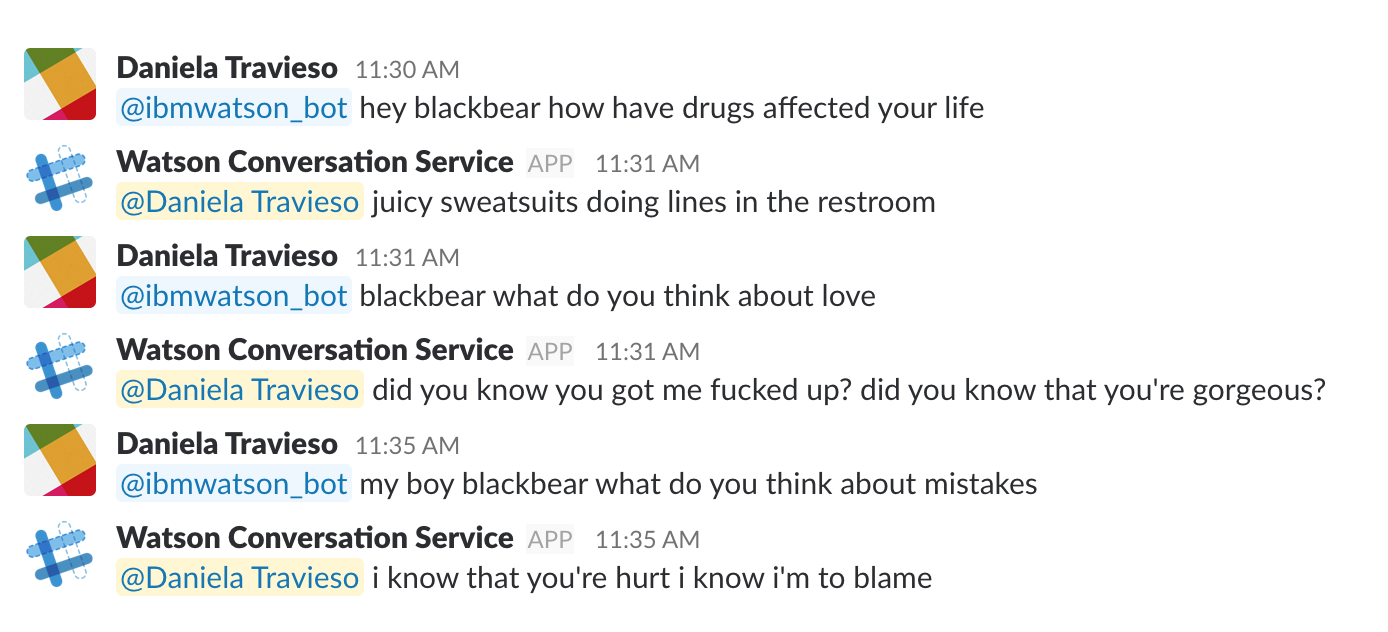 Daniela Travieso 11:30 AM
@ibmwatson_bot hey blackbear how have drugs affected your life
Watson Conversation Service APP 11:31 AM
@Daniela Travieso juicy sweatsuits doing lines in the restroom
Daniela Travieso 11:31 AM
@ibmwatson_bot blackbear what do you think about love
Watson Conversation Service APP 11:31 AM
@Daniela Travieso did you know you got me fucked up? did you know that you're gorgeous?
Daniela Travieso 11:35 AM
@ibmwatson_bot my boy blackbear what do you think about mistakes
Watson Conversation Service APP 11:35 AM
@Daniela Travieso i know that you're hurt i know i'm to blame